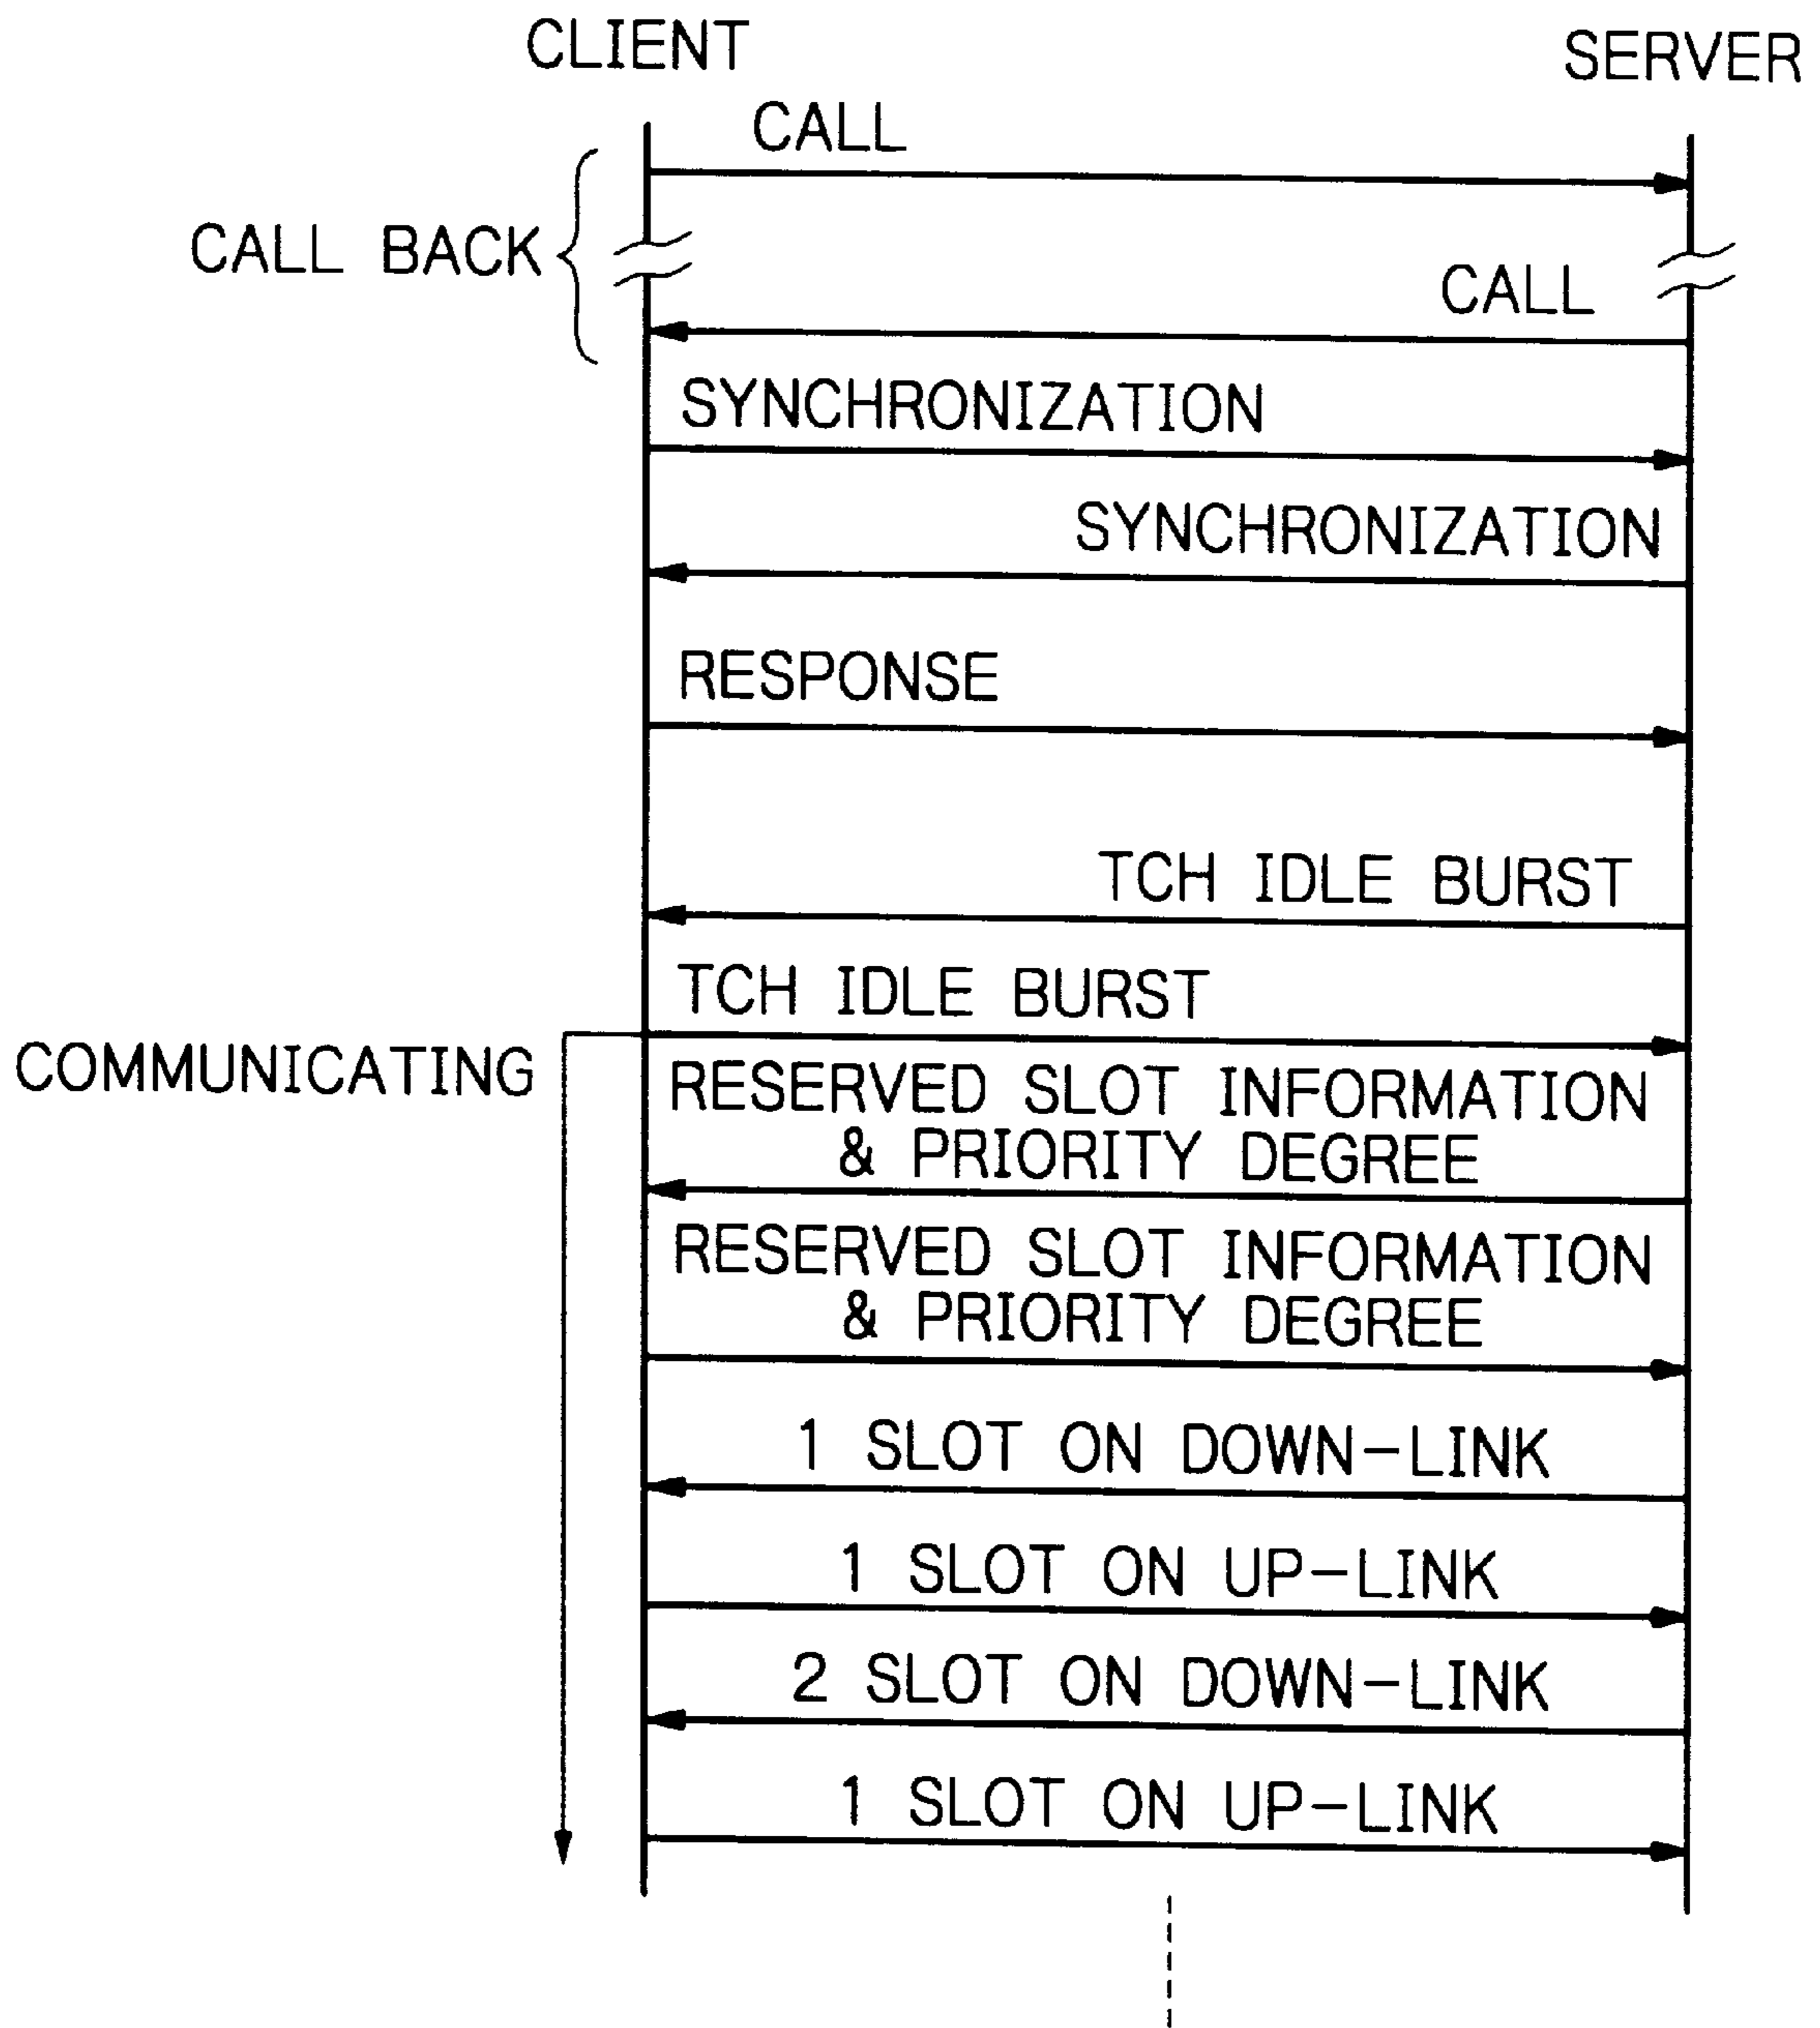 CLIENT
SERVER
CALL
CALL BACK
CALL
SYNCHRONIZATION
SYNCHRONIZATION
RESPONSE
TCH IDLE BURST
TCH IDLE BURST
COMMUNICATING
RESERVED SLOT INFORMATION
& PRIORITY DEGREE
RESERVED SLOT INFORMATION
& PRIORITY DEGREE
1 SLOT ON DOWN-LINK
1 SLOT ON UP-LINK
2 SLOT ON DOWN-LINK
1 SLOT ON UP-LINK